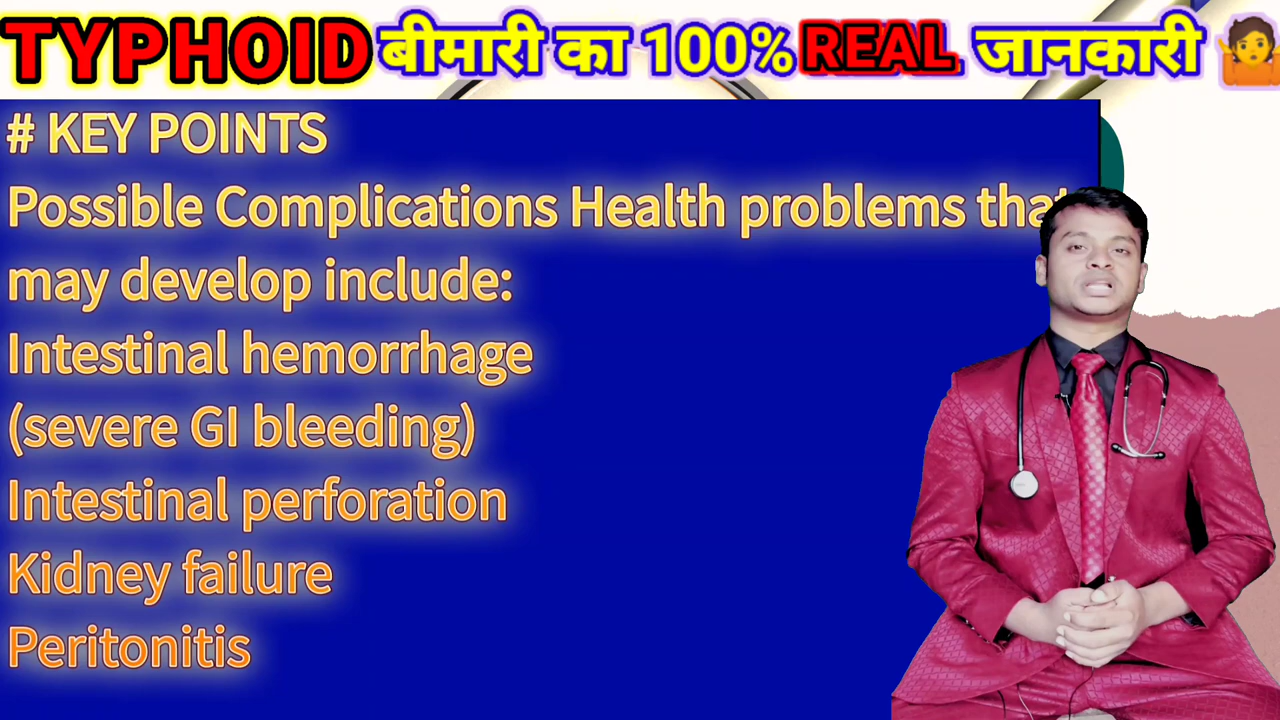 TYPHOID बीमारी का 100% REAL जानकारी
# KEY POINTS
Possible Complications Health problems that
may develop include:
Intestinal hemorrhage
(severe GI bleeding)
Intestinal perforation
Kidney failure
Peritonitis